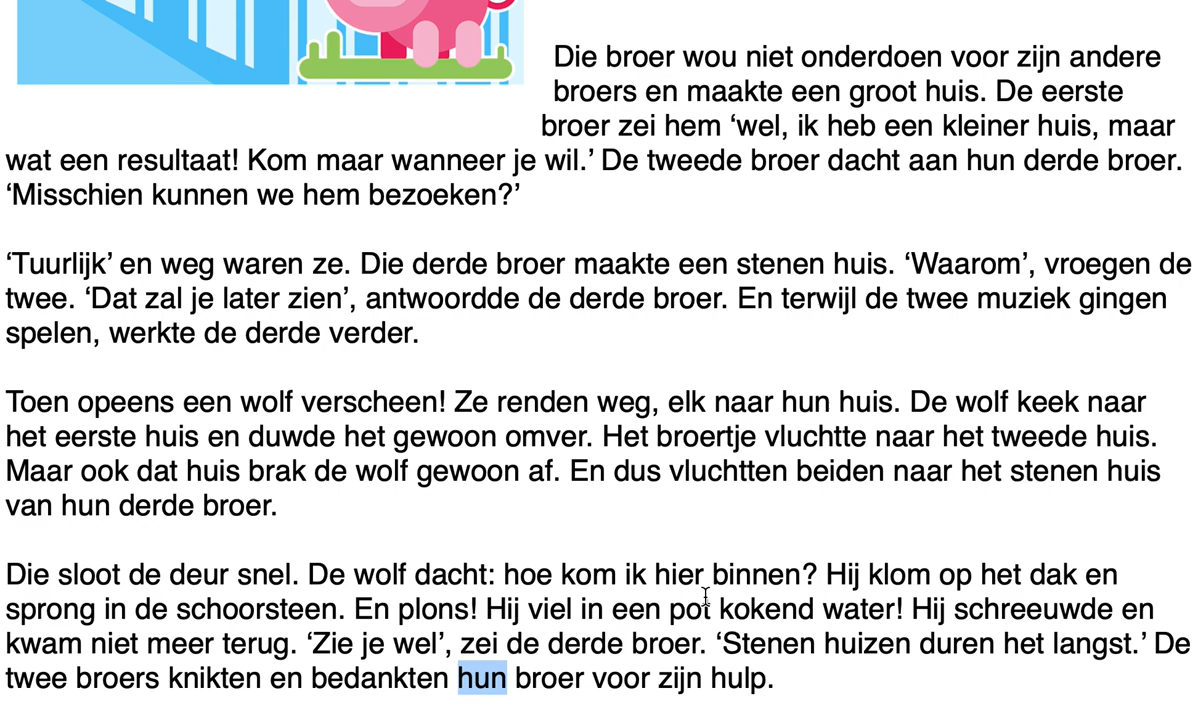 Die broer wou niet onderdoen voor zijn andere
broers en maakte een groot huis. De eerste
broer zei hem ‘wel, ik heb een kleiner huis, maar
wat een resultaat! Kom maar wanneer je wil.’ De tweede broer dacht aan hun derde broer.
‘Misschien kunnen we hem bezoeken?’
‘Tuurlijk’ en weg waren ze. Die derde broer maakte een stenen huis. ‘Waarom’, vroegen de
twee. ‘Dat zal je later zien’, antwoordde de derde broer. En terwijl de twee muziek gingen
spelen, werkte de derde verder.
Toen opeens een wolf verscheen! Ze renden weg, elk naar hun huis. De wolf keek naar
het eerste huis en duwde het gewoon omver. Het broertje vluchtte naar het tweede huis.
Maar ook dat huis brak de wolf gewoon af. En dus vluchtten beiden naar het stenen huis
van hun derde broer.
Die sloot de deur snel. De wolf dacht: hoe kom ik hier binnen? Hij klom op het dak en
sprong in de schoorsteen. En plons! Hij viel in een pot kokend water! Hij schreeuwde en
kwam niet meer terug. ‘Zie je wel’, zei de derde broer. ‘Stenen huizen duren het langst.’ De
twee broers knikten en bedankten hun broer voor zijn hulp.